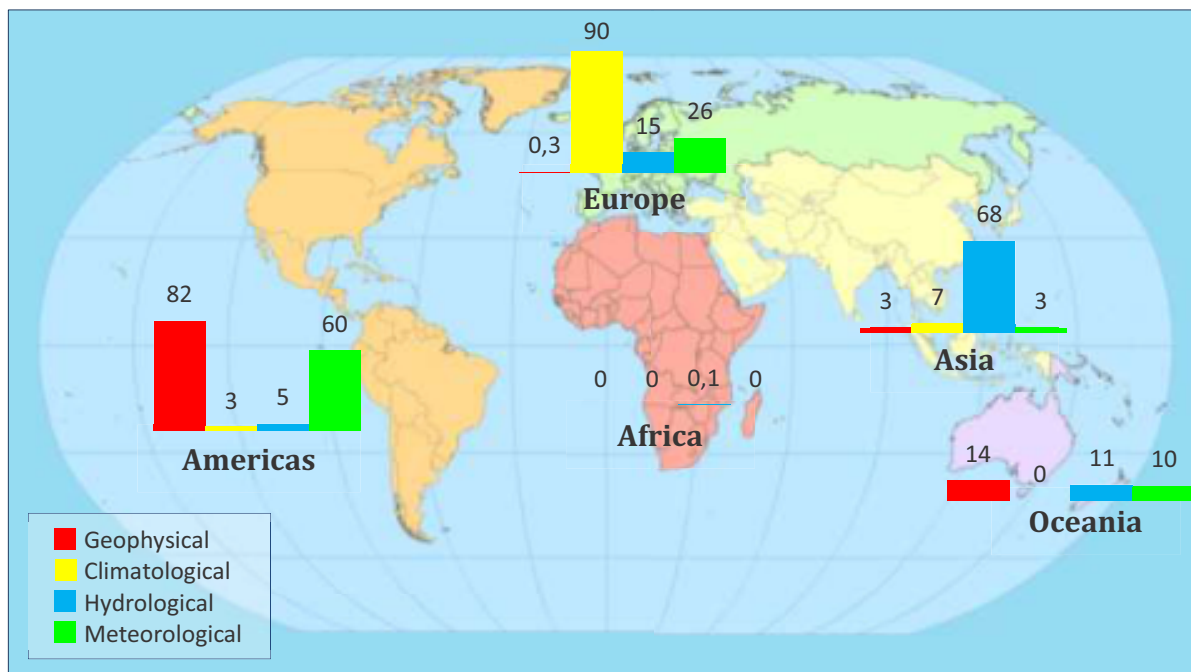 90
0,3
15
26
Europe
68
3
7
3
Asia
82
3
5
60
Americas
0
0
0,1
0
Africa
14
0
11
10
Oceania
Geophysical
Climatological
Hydrological
Meteorological